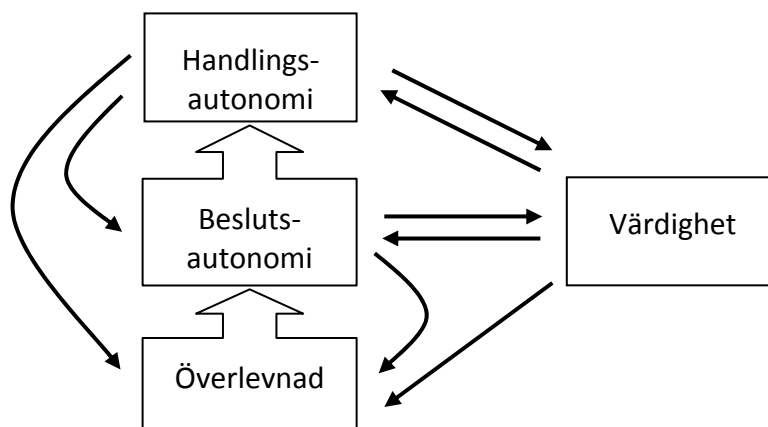 Handlings-
autonomi
Besluts-
autonomi
Värdighet
Överlevnad